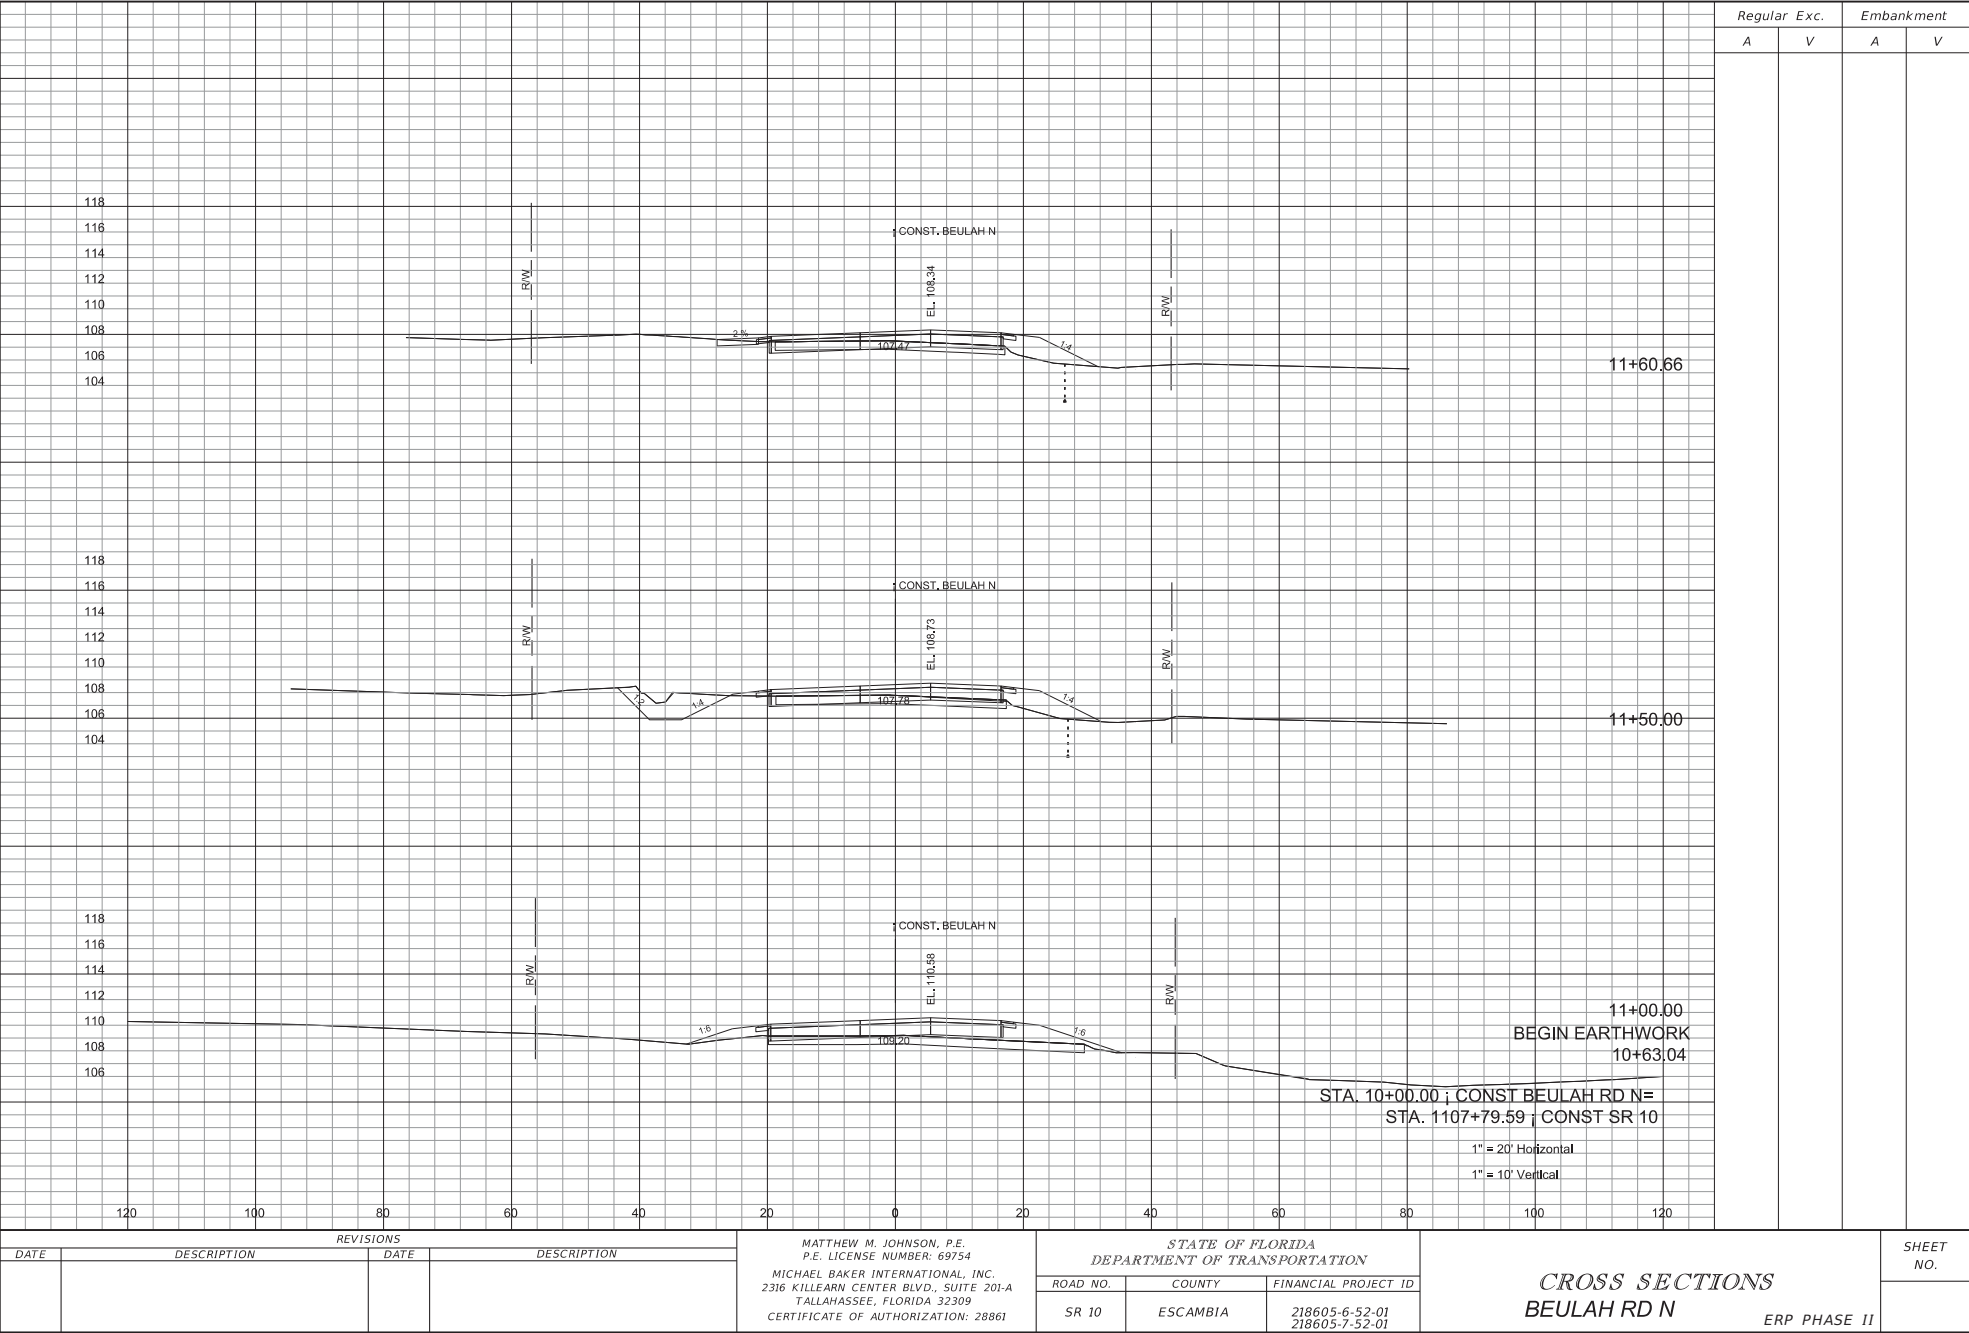 Regular Exc. Embankment
A V A V
118
116
114
112
110
108
106
104
R/W
¡ CONST. BEULAH N
EL. 108.34
R/W
2 %
107.47
1:4
11+60.66
118
116
114
112
110
108
106
104
R/W
¡ CONST. BEULAH N
EL. 108.73
R/W
1:2
1:4
107.78
1:4
11+50.00
118
116
114
112
110
108
106
R/W
¡ CONST. BEULAH N
EL. 110.58
R/W
1:6
109.20
1:6
11+00.00
BEGIN EARTHWORK
10+63.04
STA. 10+00.00 ¡ CONST BEULAH RD N=
STA. 1107+79.59 ¡ CONST SR 10
1" = 20' Horizontal
1" = 10' Vertical
120 100 80 60 40 20 0 20 40 60 80 100 120
REVISIONS
DATE DESCRIPTION DATE DESCRIPTION
MATTHEW M. JOHNSON, P.E.
P.E. LICENSE NUMBER: 69754
MICHAEL BAKER INTERNATIONAL, INC.
2316 KILLEARN CENTER BLVD., SUITE 201-A
TALLAHASSEE, FLORIDA 32309
CERTIFICATE OF AUTHORIZATION: 28861
STATE OF FLORIDA
DEPARTMENT OF TRANSPORTATION
ROAD NO. COUNTY FINANCIAL PROJECT ID
SR 10 ESCAMBIA 218605-6-52-01
218605-7-52-01
CROSS SECTIONS
BEULAH RD N
ERP PHASE II
SHEET
NO.